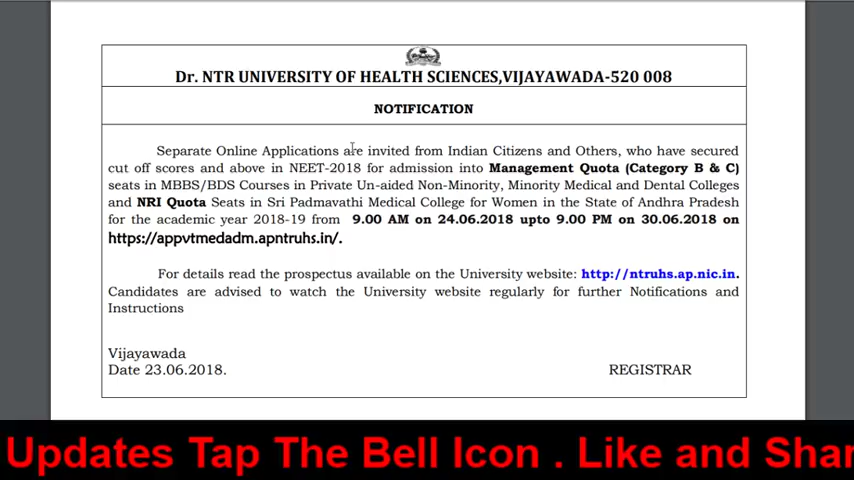 Dr. NTR UNIVERSITY OF HEALTH SCIENCES,VIJAYAWADA-520 008
NOTIFICATION
Separate Online Applications are invited from Indian Citizens and Others, who have secured
cut off scores and above in NEET-2018 for admission into Management Quota (Category B & C)
seats in MBBS/BDS Courses in Private Un-aided Non-Minority, Minority Medical and Dental Colleges
and NRI Quota Seats in Sri Padmavathi Medical College for Women in the State of Andhra Pradesh
for the academic year 2018-19 from 9.00 AM on 24.06.2018 upto 9.00 PM on 30.06.2018 on
https://appvtmedadm.apntruhs.in/.
For details read the prospectus available on the University website: http://ntruhs.ap.nic.in.
Candidates are advised to watch the University website regularly for further Notifications and
Instructions
Vijayawada
Date 23.06.2018. REGISTRAR
Updates Tap The Bell Icon . Like and Shar